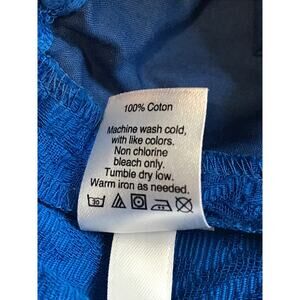 100% Coton
Machine wash cold,
with like colors.
Non chlorine
bleach only.
Tumble dry low.
Warm iron as needed.
30